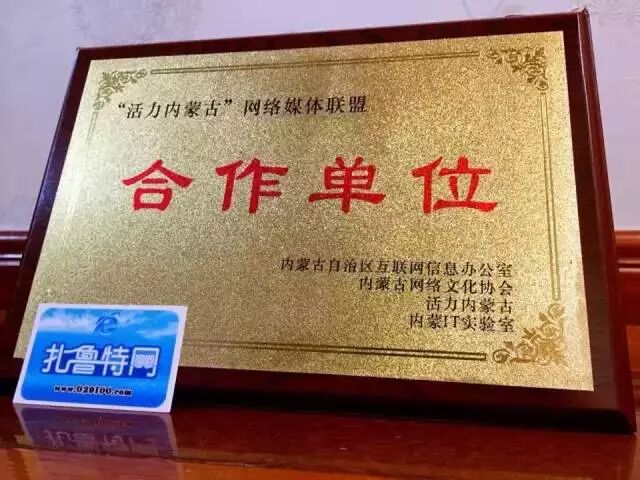 “活力内蒙古”网络媒体联盟
合作单位
内蒙古自治区互联网信息办公室
内蒙古网络文化协会
活力内蒙古
内蒙IT实验室
扎鲁特网
www.029100.com